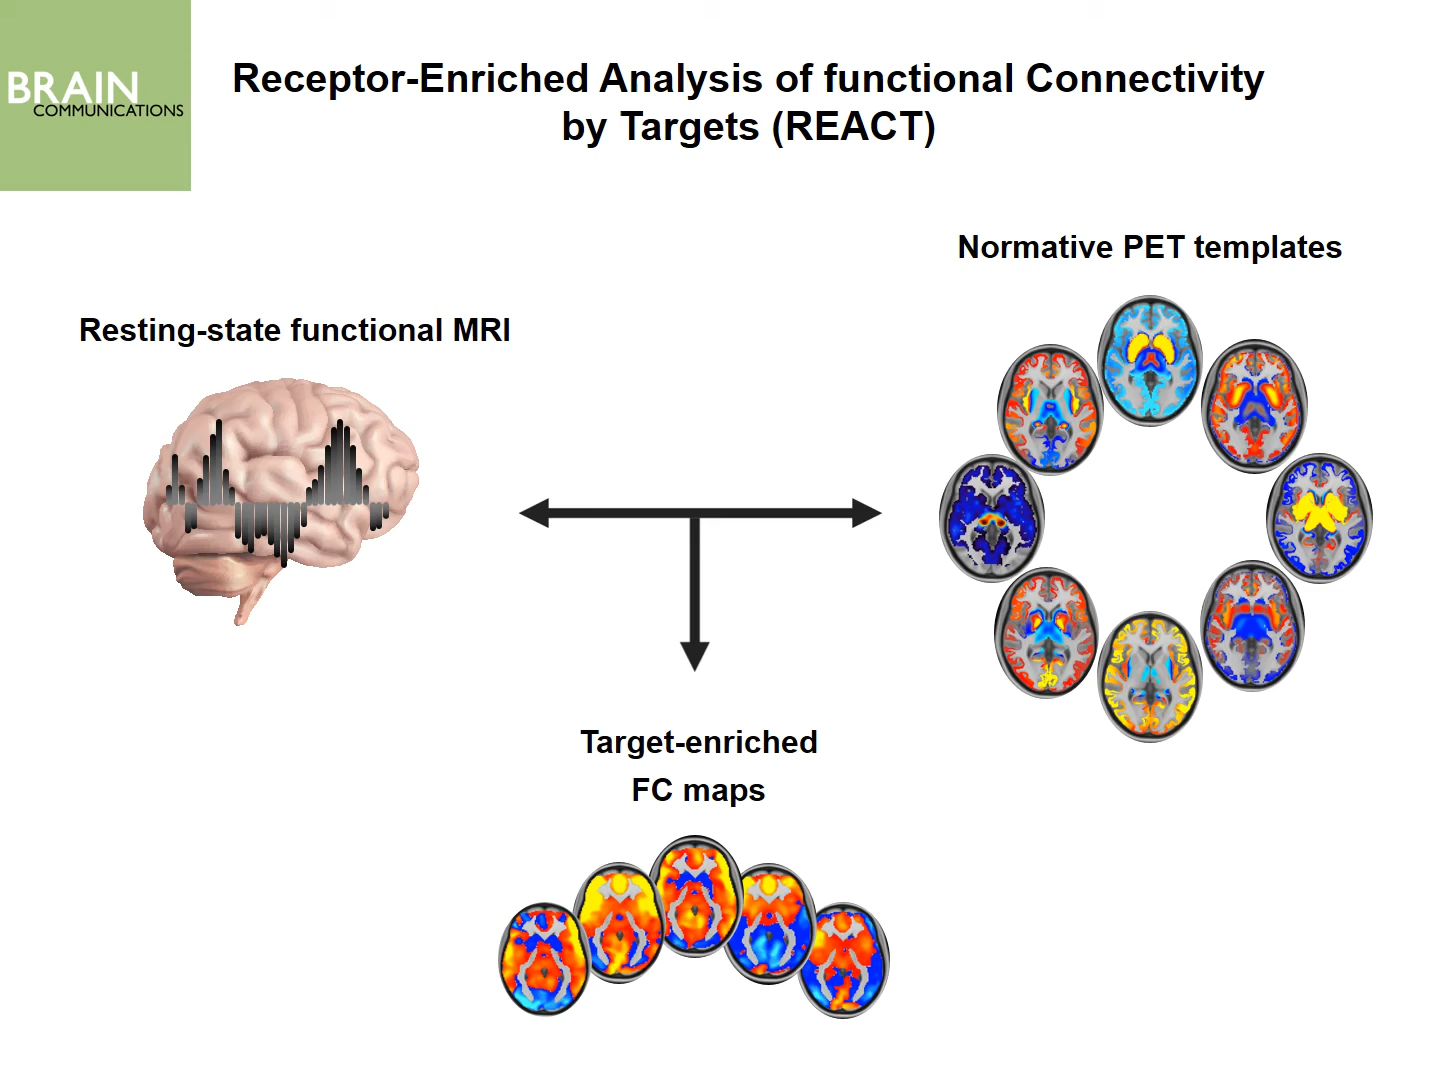 BRAIN
COMMUNICATIONS
Receptor-Enriched Analysis of functional Connectivity
by Targets (REACT)
Normative PET templates
Resting-state functional MRI
Target-enriched
FC maps